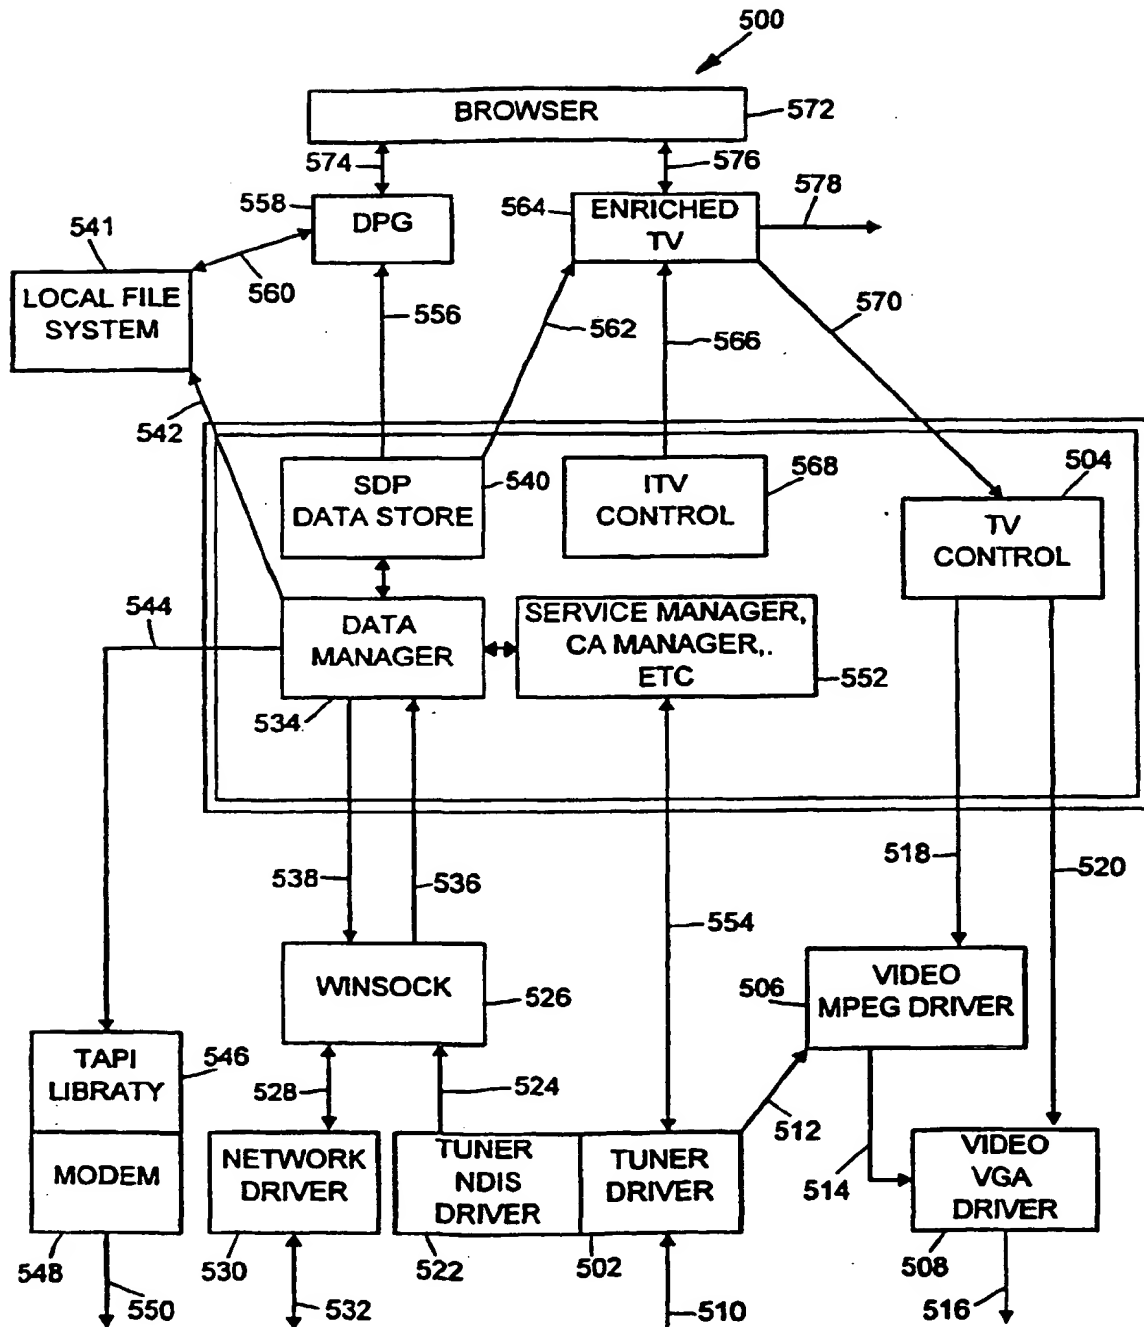 500
BROWSER
572
574
576
578
558
DPG
564
ENRICHED
TV
541
560
LOCAL FILE
SYSTEM
556
562
566
570
542
SDP
DATA STORE
540
ITV
CONTROL
568
504
TV
CONTROL
544
DATA
MANAGER
534
SERVICE MANAGER,
CA MANAGER,.
ETC
552
538
536
554
518
520
WINSOCK
526
506
VIDEO
MPEG DRIVER
TAPI
LIBRATY
546
528
524
512
514
MODEM
548
NETWORK
DRIVER
530
TUNER
NDIS
DRIVER
522
TUNER
DRIVER
502
VIDEO
VGA
DRIVER
508
550
532
510
516